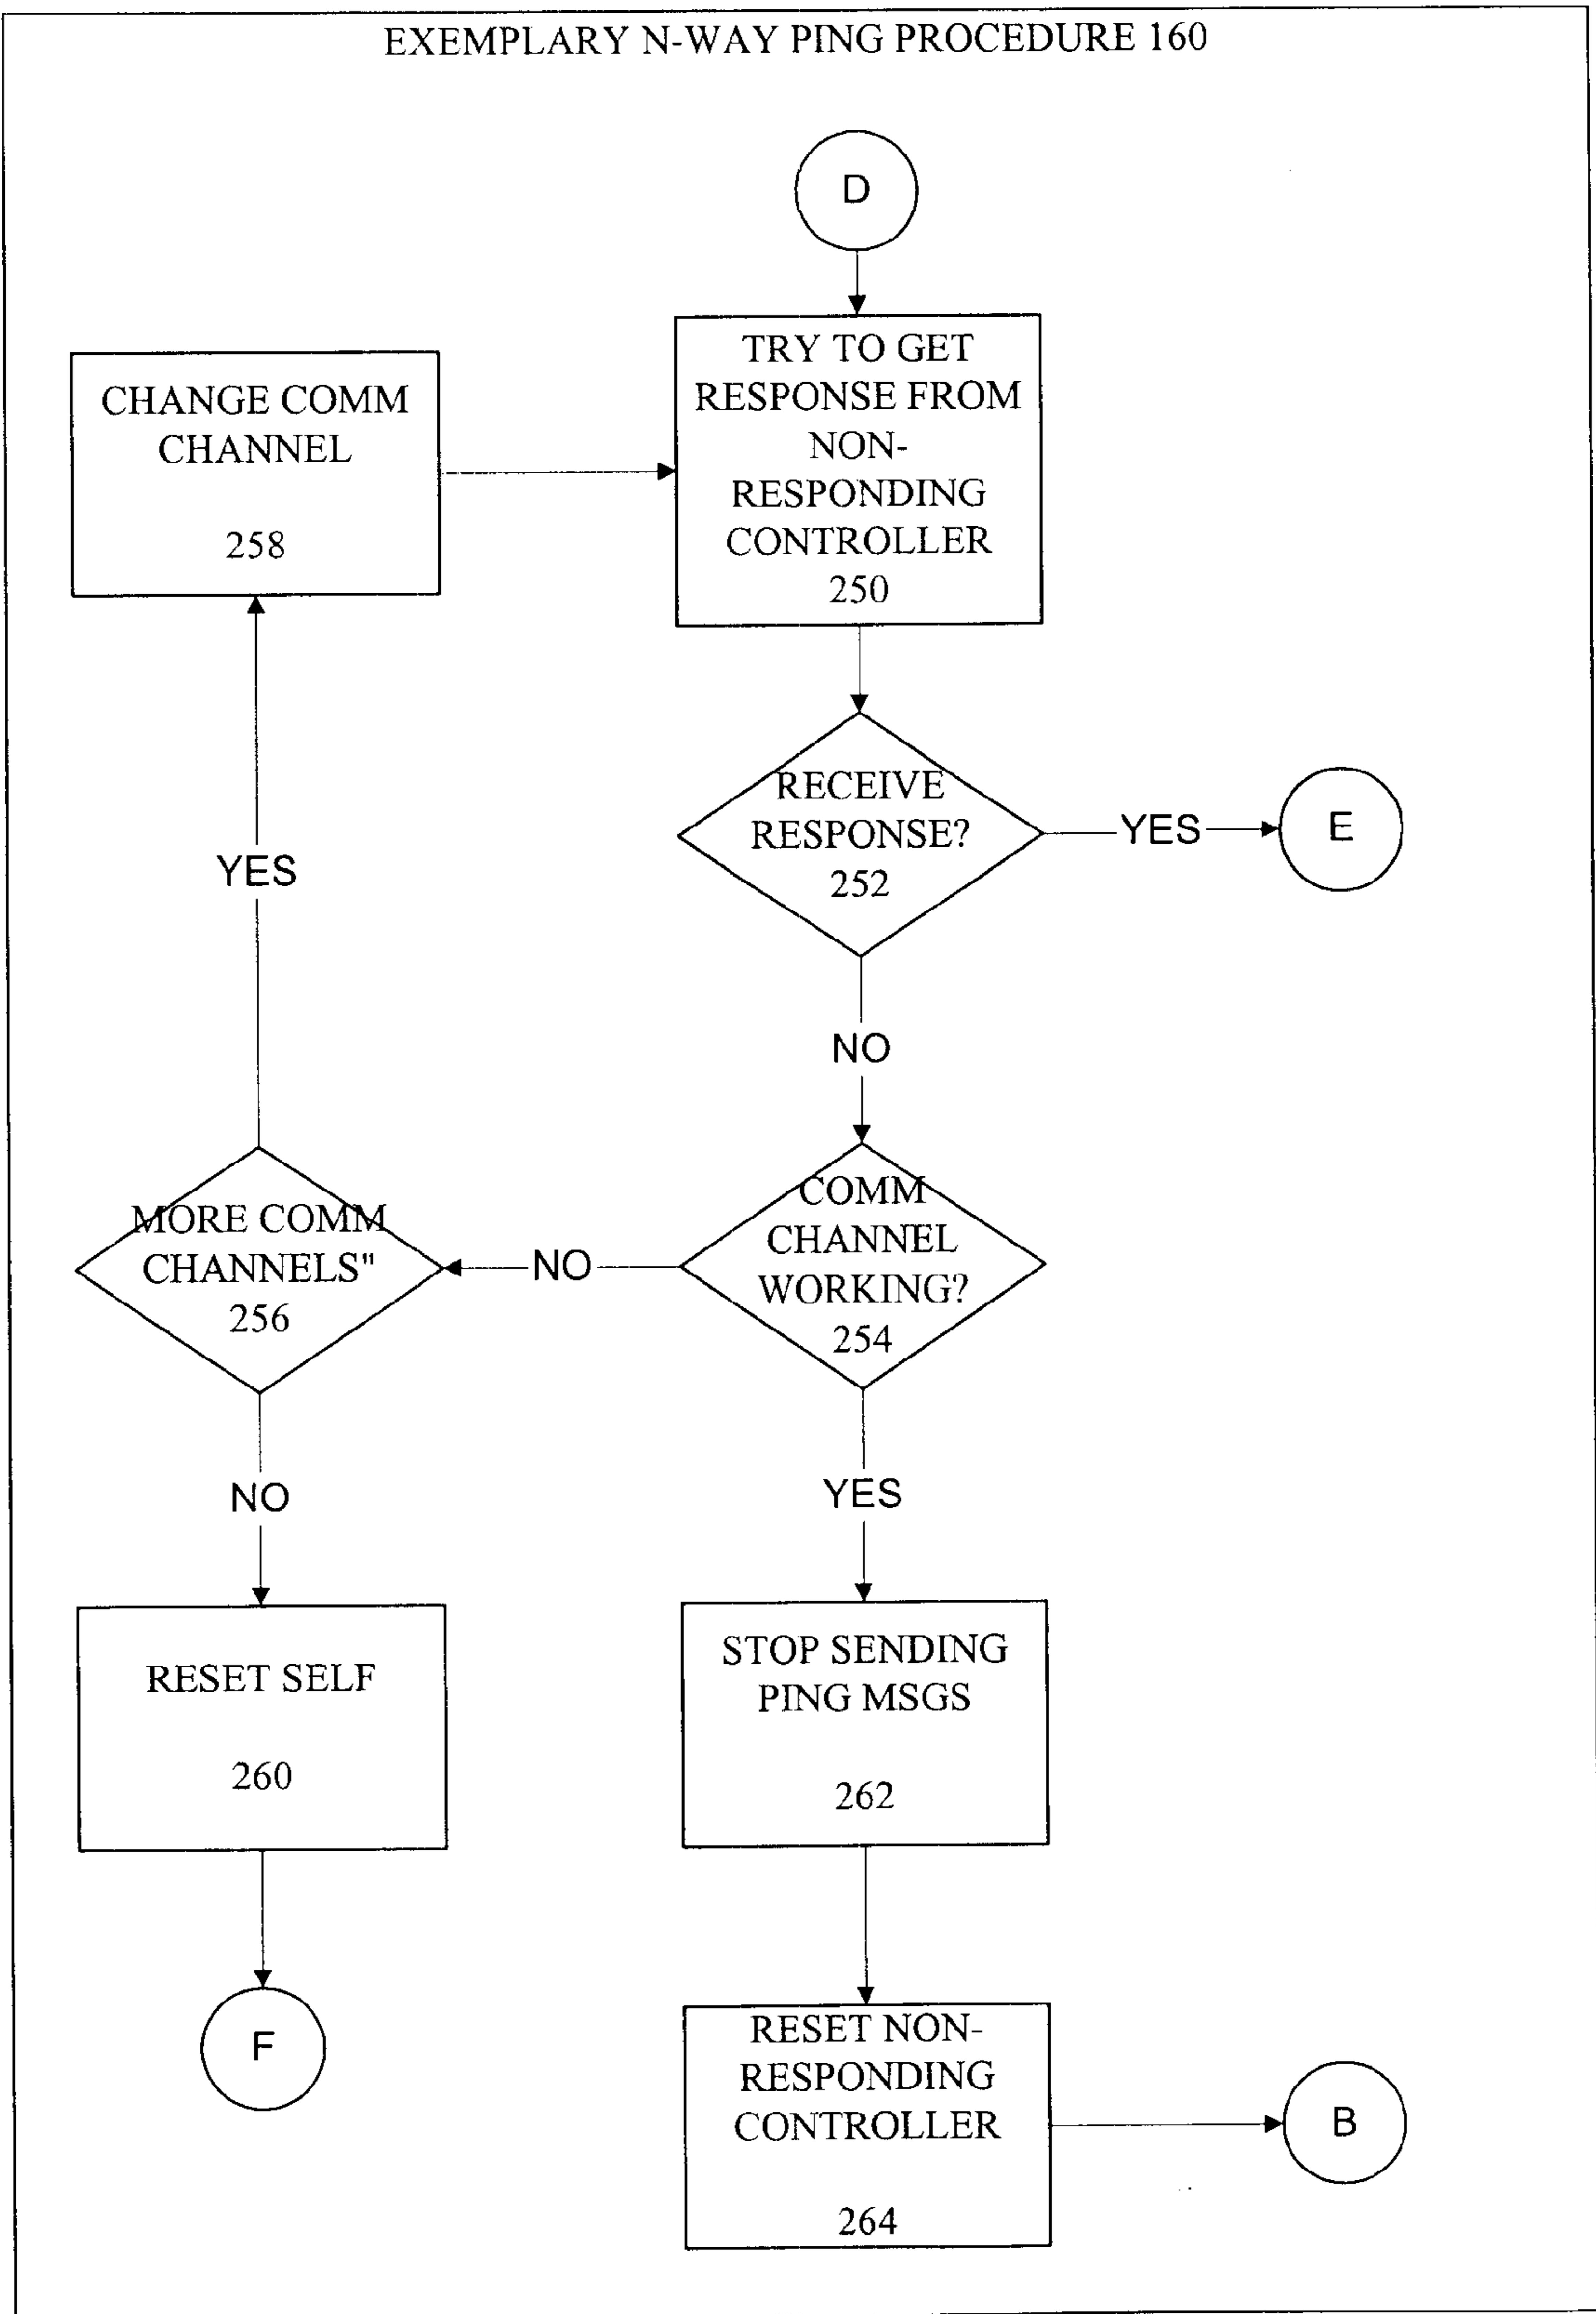 EXEMPLARY N-WAY PING PROCEDURE 160
D
TRY TO GET
RESPONSE FROM
NON-
RESPONDING
CONTROLLER
250
CHANGE COMM
CHANNEL
258
RECEIVE
RESPONSE?
252
YES
E
YES
NO
COMM
CHANNEL
WORKING?
254
NO
MORE COMM
CHANNELS"
256
NO
YES
RESET SELF
260
STOP SENDING
PING MSGS
262
F
RESET NON-
RESPONDING
CONTROLLER
264
B